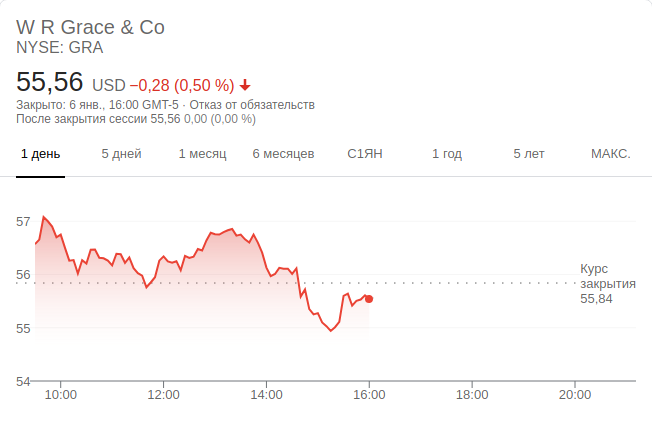 W R Grace & Co
NYSE: GRA
55,56 USD −0,28 (0,50 %)
Закрыто: 6 янв., 16:00 GMT-5 · Отказ от обязательств
После закрытия сессии 55,56 0,00 (0,00 %)
1 день 5 дней 1 месяц 6 месяцев С1ЯН 1 год 5 лет МАКС.
57
56
55
54
Курс
закрытия
55,84
10:00 12:00 14:00 16:00 18:00 20:00